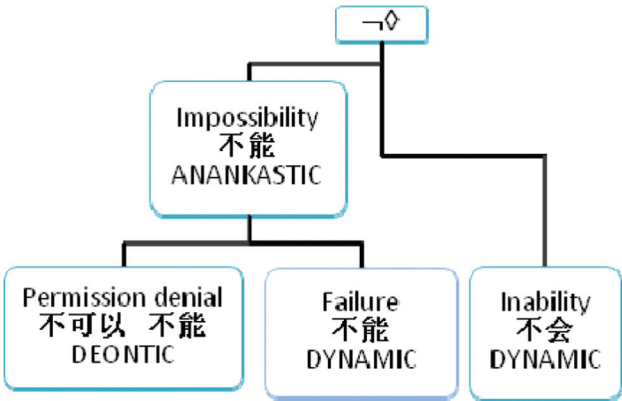 ¬◊
Impossibility
不能
ANANKASTIC
Permission denial
不可以 不能
DEONTIC
Failure
不能
DYNAMIC
Inability
不会
DYNAMIC